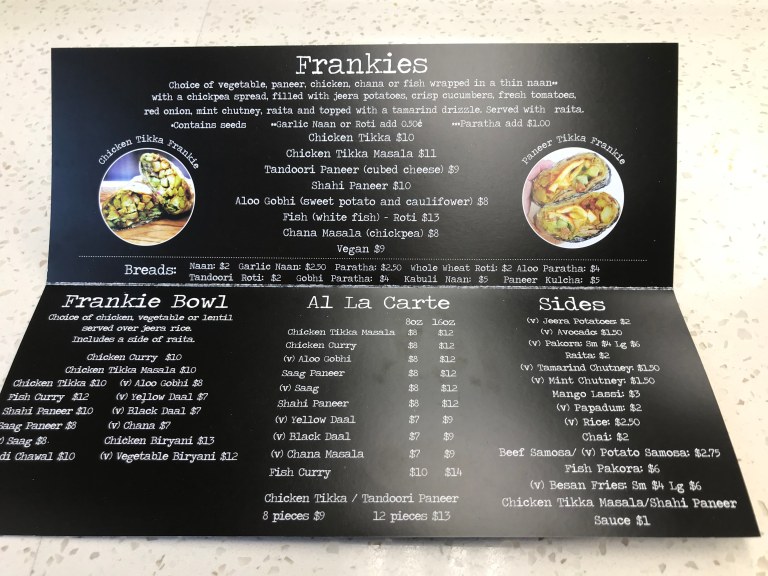 Frankies
Choice of vegetable, paneer, chicken, chana or fish wrapped in a thin naan**
with a chickpea spread, filled with jeera potatoes, crisp cucumbers, fresh tomatoes,
red onion, mint chutney, raita and topped with a tamarind drizzle. Served with raita.
*Contains seeds **Garlic Naan or Roti add 0.50¢ ***Paratha add $1.00
Chicken Tikka Frankie
Chicken Tikka $10
Chicken Tikka Masala $11
Tandoori Paneer (cubed cheese) $9
Shahi Paneer $10
Aloo Gobhi (sweet potato and caulifower) $8
Fish (white fish) - Roti $13
Chana Masala (chickpea) $8
Vegan $9
Paneer Tikka Frankie
Breads: Naan: $2 Garlic Naan: $2.50 Paratha: $2.50 Whole Wheat Roti: $2 Aloo Paratha: $4
Tandoori Roti: $2 Gobhi Paratha: $4 Kabuli Naan: $5 Paneer Kulcha: $5
Frankie Bowl
Choice of chicken, vegetable or lentil
served over jeera rice.
Includes a side of raita.
Chicken Curry $10
Chicken Tikka Masala $10
Chicken Tikka $10 (v) Aloo Gobhi $8
Fish Curry $12 (v) Yellow Daal $7
Shahi Paneer $10 (v) Black Daal $7
Saag Paneer $8 (v) Chana $7
) Saag $8 Chicken Biryani $13
di Chawal $10 (v) Vegetable Biryani $12
Al La Carte
8oz 16oz
Chicken Tikka Masala $8 $12
Chicken Curry $8 $12
(v) Aloo Gobhi $8 $12
Saag Paneer $8 $12
(v) Saag $8 $12
Shahi Paneer $8 $12
(v) Yellow Daal $7 $9
(v) Black Daal $7 $9
(v) Chana Masala $7 $9
Fish Curry $10 $14
Chicken Tikka / Tandoori Paneer
8 pieces $9 12 pieces $13
Sides
(v) Jeera Potatoes: $2
(v) Avocado: $1.50
(v) Pakora: Sm $4 Lg $6
Raita: $2
(v) Tamarind Chutney: $1.50
(v) Mint Chutney: $1.50
Mango Lassi: $3
(v) Papadum: $2
(v) Rice: $2.50
Chai: $2
Beef Samosa/ (v) Potato Samosa: $2.75
Fish Pakora: $6
(v) Besan Fries: Sm $4 Lg $6
Chicken Tikka Masala/Shahi Paneer
Sauce $1